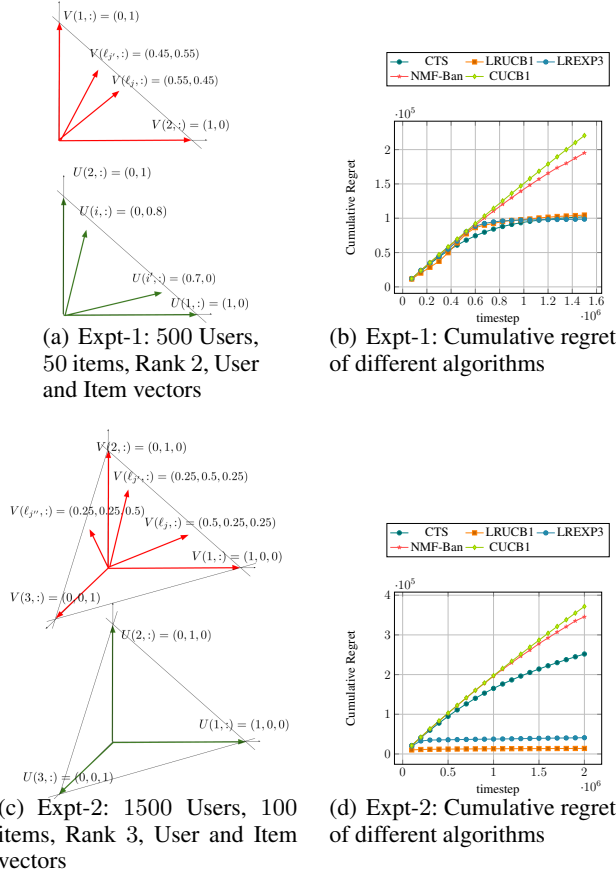 V(1,:) = (0,1)
V(ℓ_{j'},:) = (0.45,0.55)
V(ℓ_j,:) = (0.55,0.45)
V(2,:) = (1,0)
U(2,:) = (0,1)
U(i,:) = (0,0.8)
U(i',:) = (0.7,0)
U(1,:) = (1,0)
(a) Expt-1: 500 Users,
50 items, Rank 2, User
and Item vectors
CTS LRUCB1 LREXP3
NMF-Ban CUCB1
·10^5
2
1.5
1
0.5
0
Cumulative Regret
0 0.2 0.4 0.6 0.8 1 1.2 1.4 1.6
timestep ·10^6
(b) Expt-1: Cumulative regret
of different algorithms
V(2,:) = (0,1,0)
V(ℓ_{j'},:) = (0.25,0.5,0.25)
V(ℓ_{j''},:) = (0.25,0.25,0.5)
V(ℓ_j,:) = (0.5,0.25,0.25)
V(1,:) = (1,0,0)
V(3,:) = (0,0,1)
U(2,:) = (0,1,0)
U(1,:) = (1,0,0)
U(3,:) = (0,0,1)
(c) Expt-2: 1500 Users, 100
items, Rank 3, User and Item
vectors
CTS LRUCB1 LREXP3
NMF-Ban CUCB1
·10^5
4
3
2
1
0
Cumulative Regret
0 0.5 1 1.5 2
timestep ·10^6
(d) Expt-2: Cumulative regret
of different algorithms